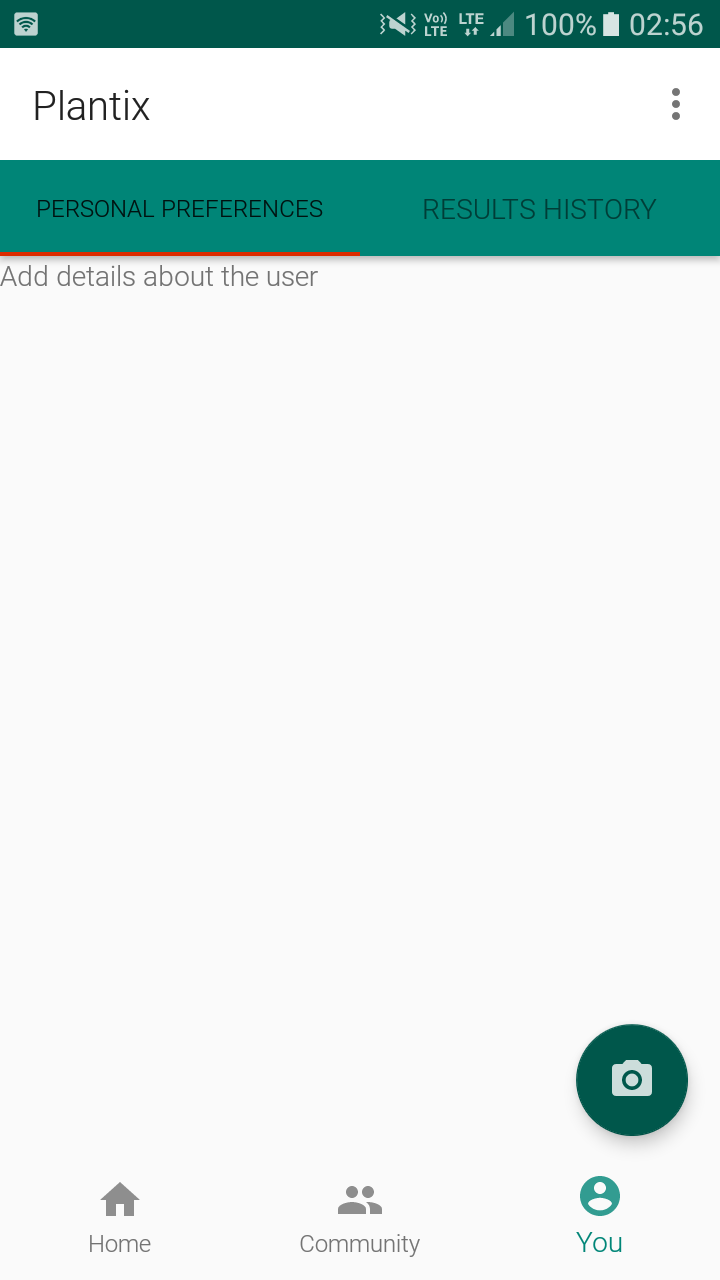 Vo)) LTE LTE 100% 02:56
Plantix
PERSONAL PREFERENCES RESULTS HISTORY
Add details about the user
Home Community You